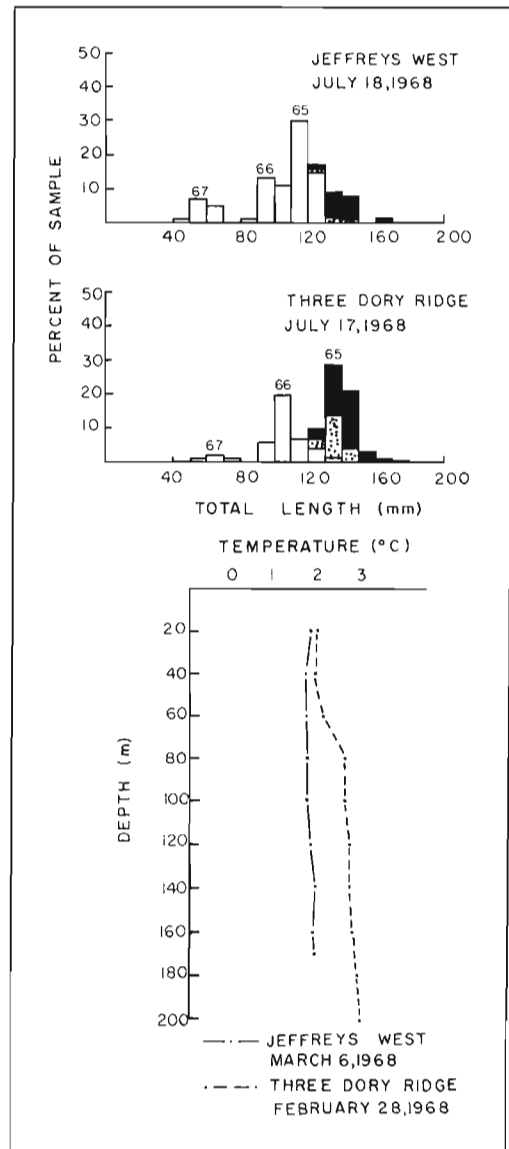 JEFFREYS WEST
JULY 18,1968
50
40
30
20
10
65
66
67
40 80 120 160 200
PERCENT OF SAMPLE
THREE DORY RIDGE
JULY 17,1968
50
40
30
20
10
65
66
67
40 80 120 160 200
TOTAL LENGTH (mm)
TEMPERATURE (°C)
0 1 2 3
20
40
60
80
100
120
140
160
180
200
DEPTH (m)
JEFFREYS WEST
MARCH 6,1968
THREE DORY RIDGE
FEBRUARY 28,1968